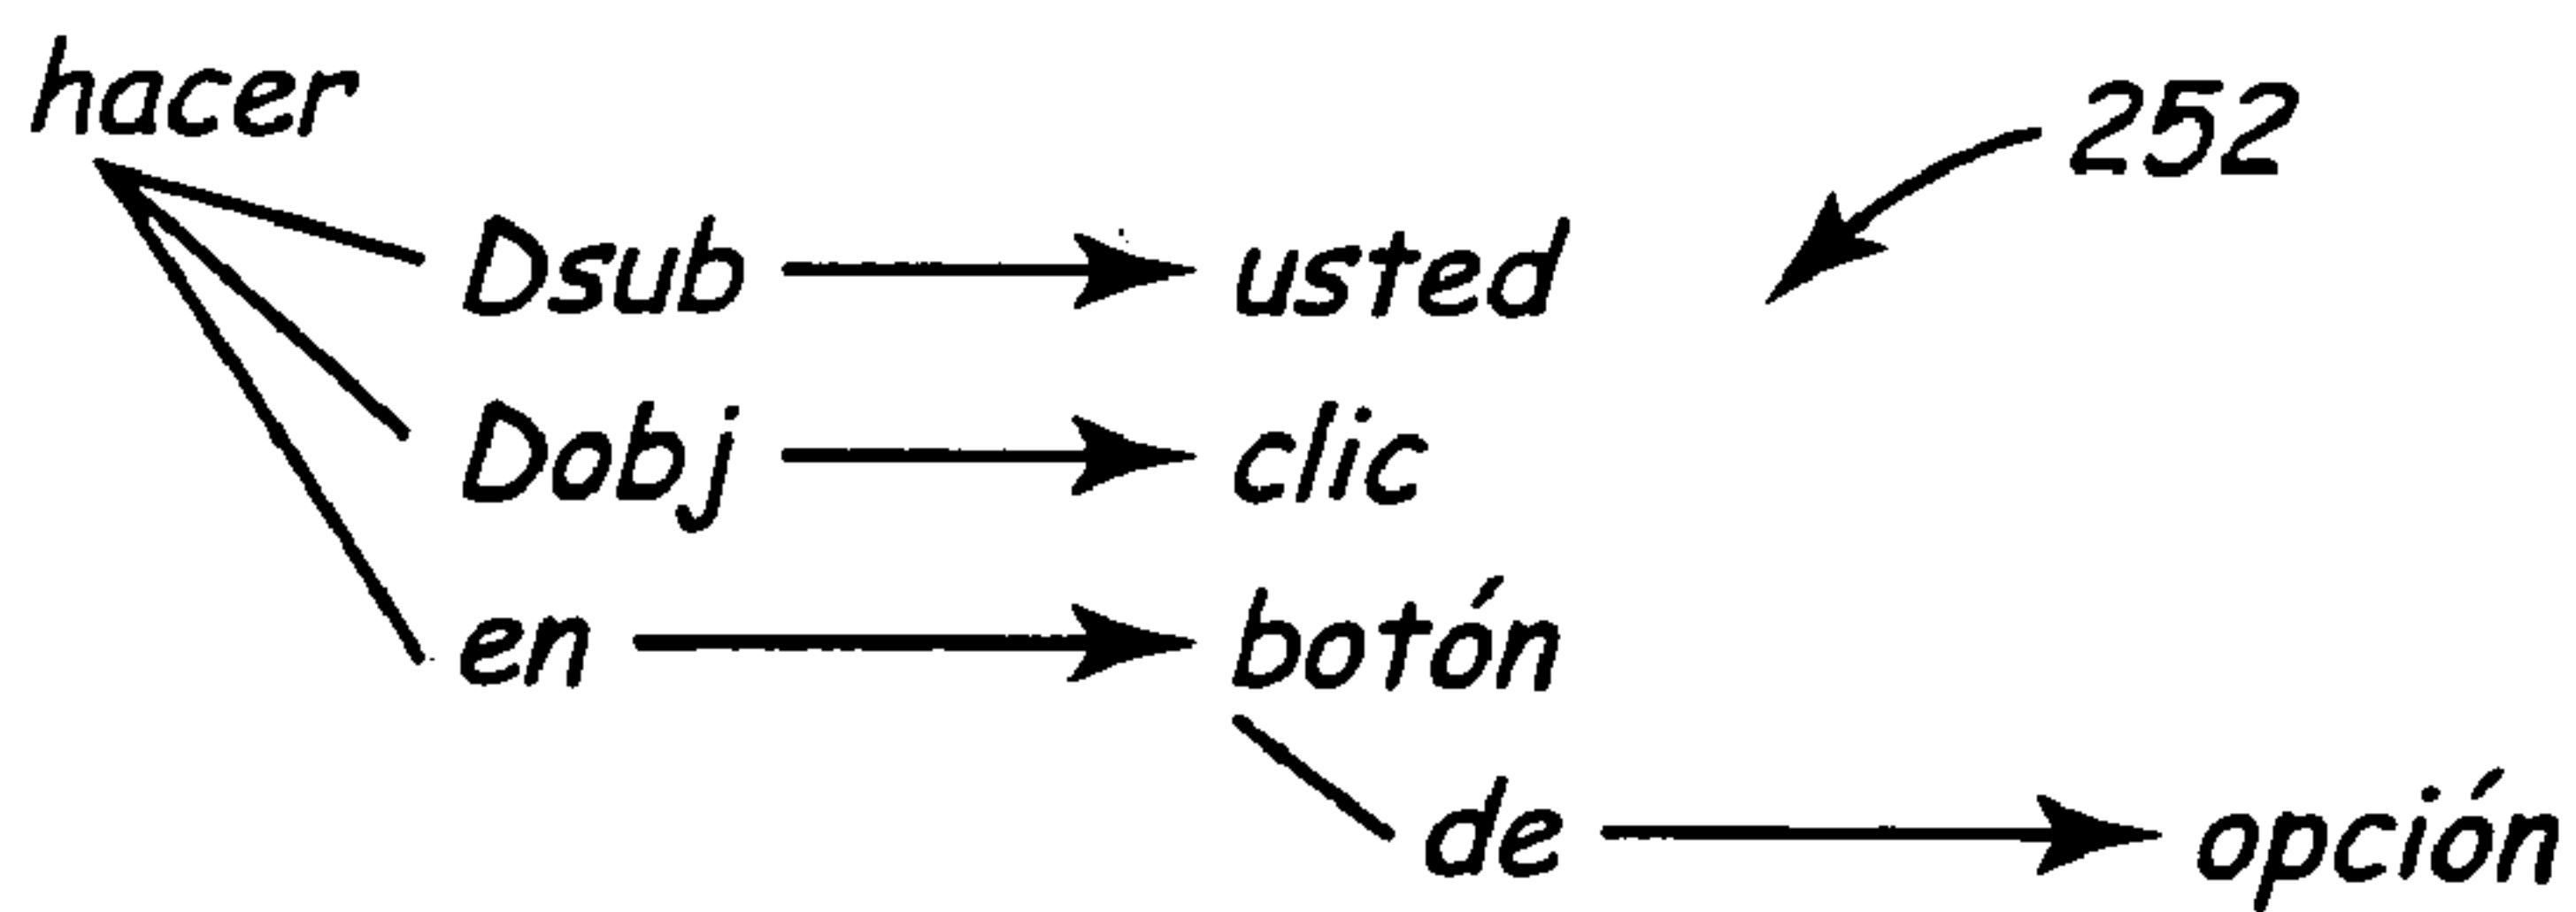 hacer
252
Dsub usted
Dobj clic
en botón
de opción